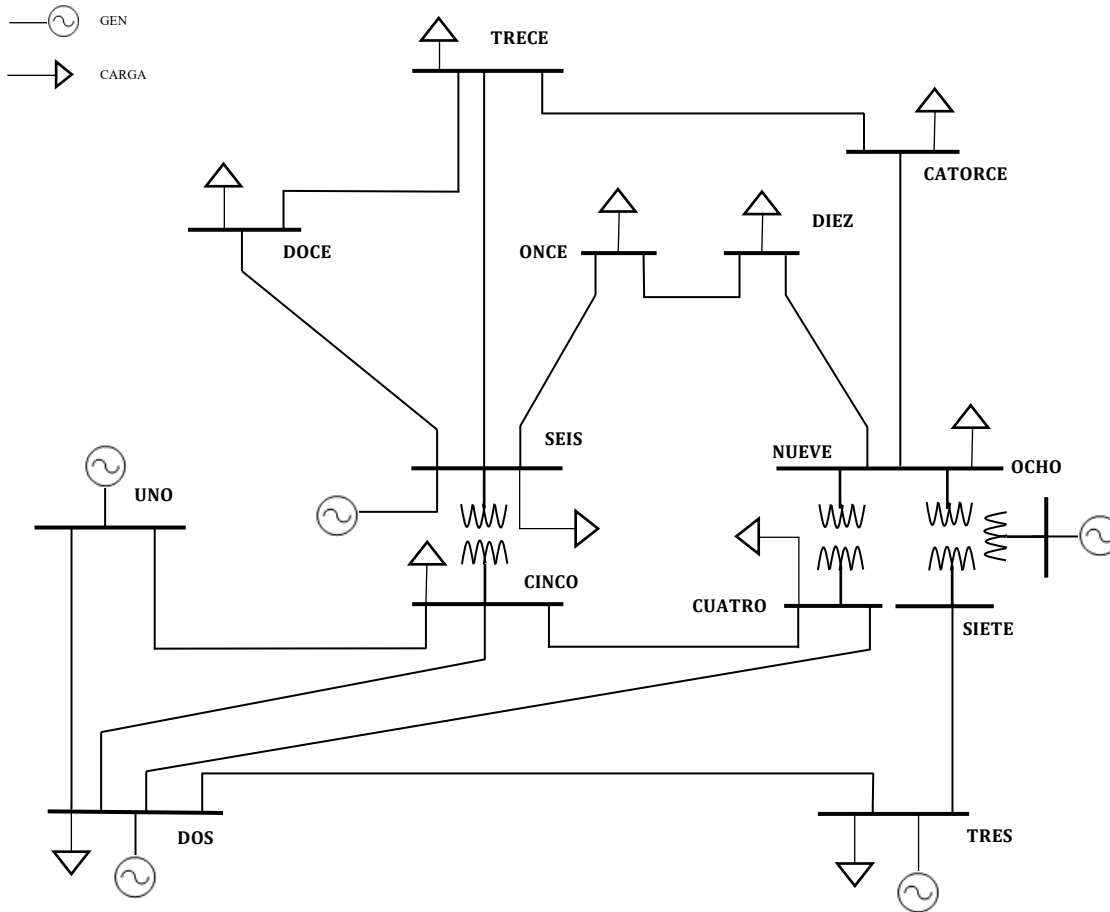 GEN
CARGA
TRECE
CATORCE
DIEZ
DOCE
ONCE
SEIS
NUEVE
OCHO
UNO
CINCO
CUATRO
SIETE
DOS
TRES